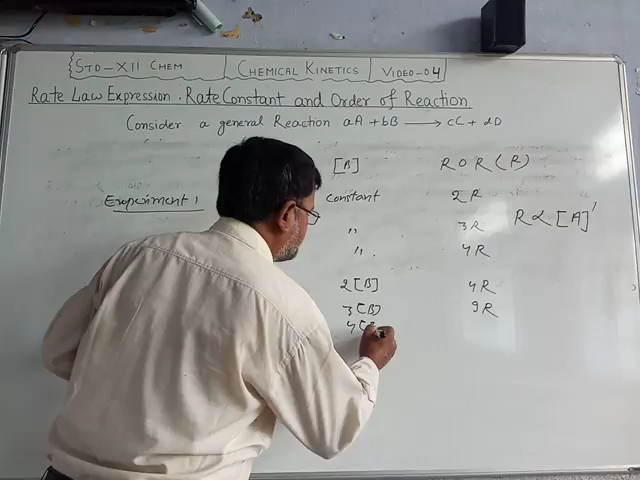 STD-XII CHEM CHEMICAL KINETICS VIDEO-04
Rate Law Expression. Rate Constant and Order of Reaction
Consider a general Reaction aA + bB ⟶ cC + dD
[B] ROR(R)
Experiment 1 constant 2R
,, 3R R ∝ [A]¹
,, 4R
2[B] 4R
3[B] 9R
4[B